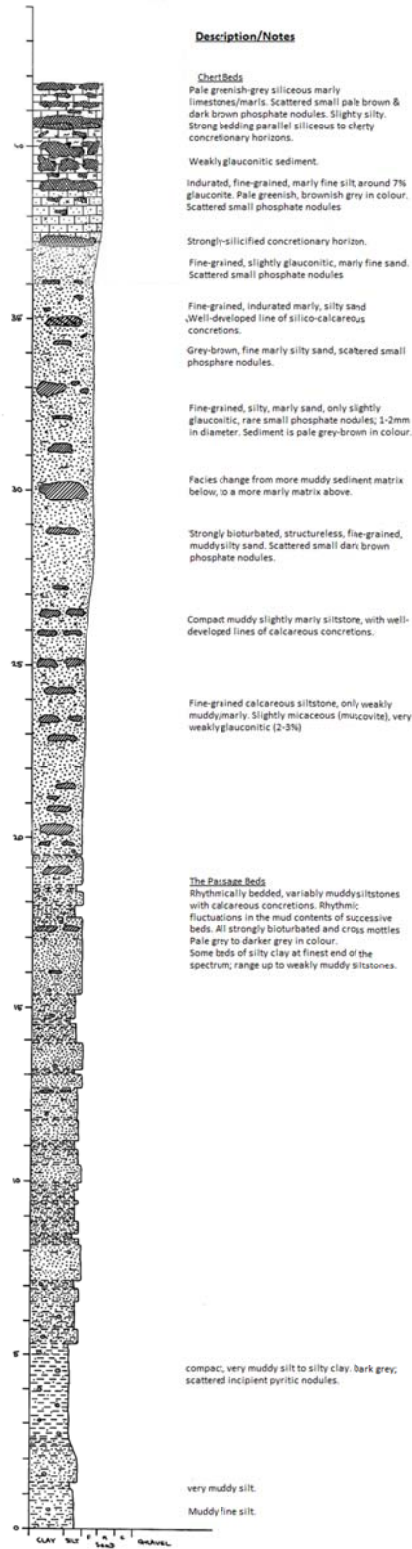 Description/Notes
Chert Beds
Pale greenish-grey siliceous marly
limestones/marls. Scattered small pale brown &
dark brown phosphate nodules. Slightly silty.
Strong bedding parallel siliceous to cherty
concretionary horizons.
40
Weakly glauconitic sediment.
Indurated, fine-grained, marly fine silt, around 7%
glauconite. Pale greenish, brownish grey in colour.
Scattered small phosphate nodules
Strongly-silicified concretionary horizon.
Fine-grained, slightly glauconitic, marly fine sand.
Scattered small phosphate nodules
35
Fine-grained, indurated marly, silty sand
Well-developed line of silico-calcareous
concretions.
Grey-brown, fine marly silty sand, scattered small
phosphate nodules.
Fine-grained, silty, marly sand, only slightly
glauconitic, rare small phosphate nodules; 1-2mm
in diameter. Sediment is pale grey-brown in colour.
30
Facies change from more muddy sediment matrix
below, to a more marly matrix above.
Strongly bioturbated, structureless, fine-grained,
muddy silty sand. Scattered small dark brown
phosphate nodules.
Compact muddy slightly marly siltstone, with well-
developed lines of calcareous concretions.
25
Fine-grained calcareous siltstone, only weakly
muddy/marly. Slightly micaceous (muscovite), very
weakly glauconitic (2-3%)
20
The Passage Beds
Rhythmically bedded, variably muddy siltstones
with calcareous concretions. Rhythmic
fluctuations in the mud contents of successive
beds. All strongly bioturbated and cross mottles
Pale grey to darker grey in colour.
Some beds of silty clay at finest end of the
spectrum; range up to weakly muddy siltstones.
15
10
5
compact, very muddy silt to silty clay. Dark grey;
scattered incipient pyritic nodules.
very muddy silt.
Muddy fine silt.
0
CLAY SILT F M C GRAVEL
Sand